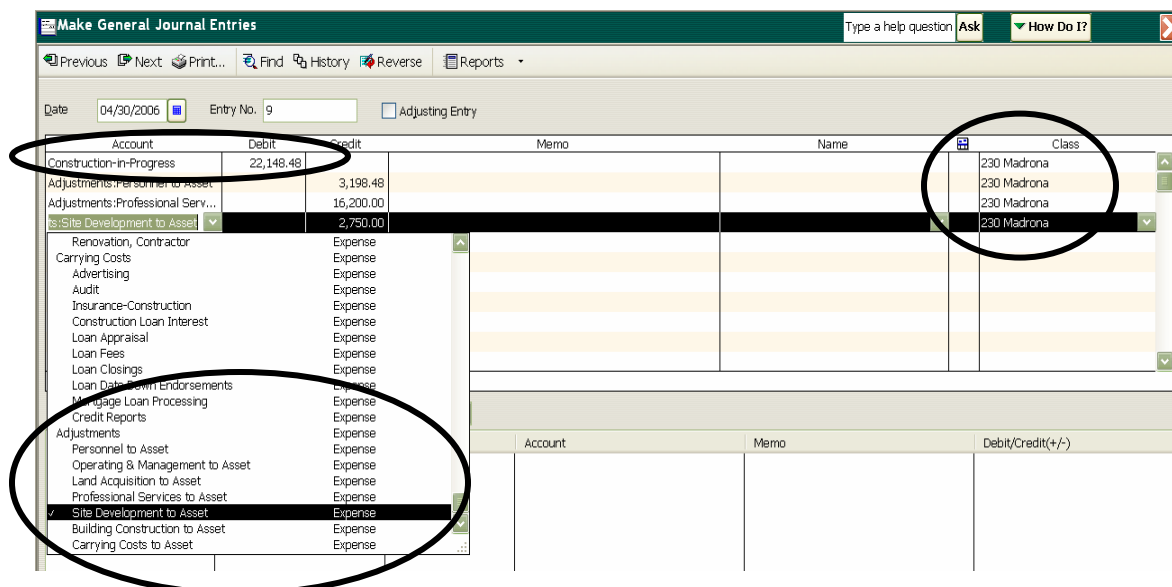 Make General Journal Entries Type a help question Ask How Do I?
Previous Next Print... Find History Reverse Reports
Date 04/30/2006 Entry No. 9 Adjusting Entry
Account Debit Credit Memo Name Class
Construction-in-Progress 22,148.48 230 Madrona
Adjustments:Personnel to Asset 3,198.48 230 Madrona
Adjustments:Professional Serv... 16,200.00 230 Madrona
ts:Site Development to Asset 2,750.00 230 Madrona
Renovation, Contractor Expense
Carrying Costs Expense
Advertising Expense
Audit Expense
Insurance-Construction Expense
Construction Loan Interest Expense
Loan Appraisal Expense
Loan Fees Expense
Loan Closings Expense
Loan Date Down Endorsements Expense
Mortgage Loan Processing Expense
Credit Reports Expense
Adjustments Expense
Account Memo Debit/Credit(+/-)
Personnel to Asset Expense
Operating & Management to Asset Expense
Land Acquisition to Asset Expense
Professional Services to Asset Expense
Site Development to Asset Expense
Building Construction to Asset Expense
Carrying Costs to Asset Expense